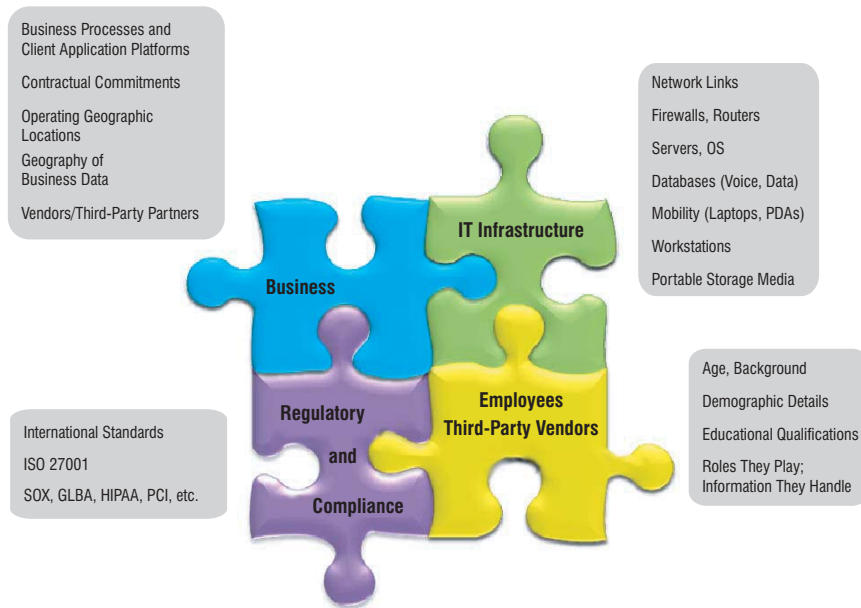 Business Processes and
Client Application Platforms
Contractual Commitments
Operating Geographic
Locations
Geography of
Business Data
Vendors/Third-Party Partners
Network Links
Firewalls, Routers
Servers, OS
Databases (Voice, Data)
Mobility (Laptops, PDAs)
Workstations
Portable Storage Media
IT Infrastructure
Business
Regulatory
and
Compliance
Employees
Third-Party Vendors
Age, Background
Demographic Details
Educational Qualifications
Roles They Play;
Information They Handle
International Standards
ISO 27001
SOX, GLBA, HIPAA, PCI, etc.